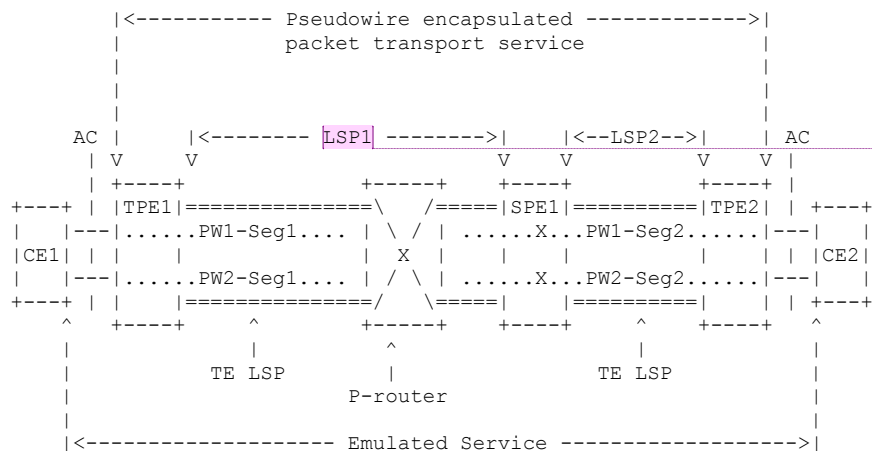 |<--------- Pseudowire encapsulated ------------->|
packet transport service
AC | |<-------- LSP1 -------->| |<--LSP2-->| | AC
| V V V V V V |
+----+ +-----+ +----+ +----+
+---+ | |TPE1|===============\ /=====|SPE1|==========|TPE2| | +---+
| |---|......PW1-Seg1.... | \ / | ......X...PW1-Seg2......|---| |
|CE1| | | | | X | | | | | | |CE2|
| |---|......PW2-Seg1.... | / \ | ......X...PW2-Seg2......|---| |
+---+ | | |===============/ \=====| |==========| | | | +---+
^ +----+ ^ +-----+ +----+ ^ +----+ ^
| | ^ | |
| TE LSP | TE LSP |
| P-router |
|<-------------------- Emulated Service ------------------->|